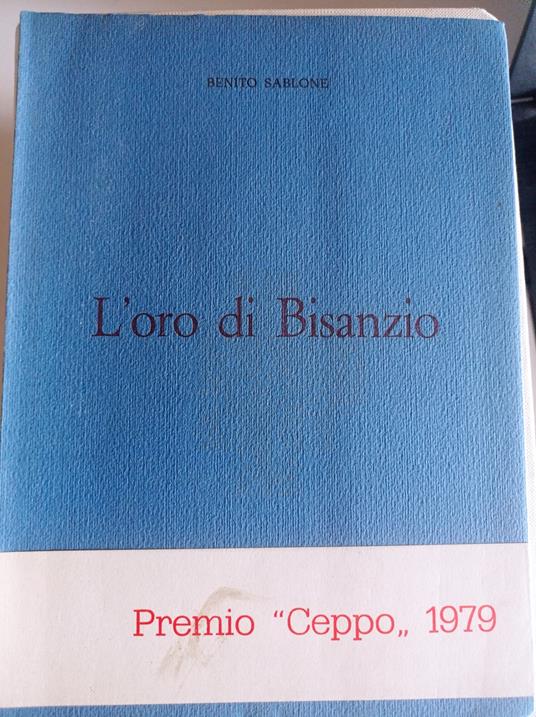 BENITO SABLONE
L'oro di Bisanzio
Premio “Ceppo„ 1979